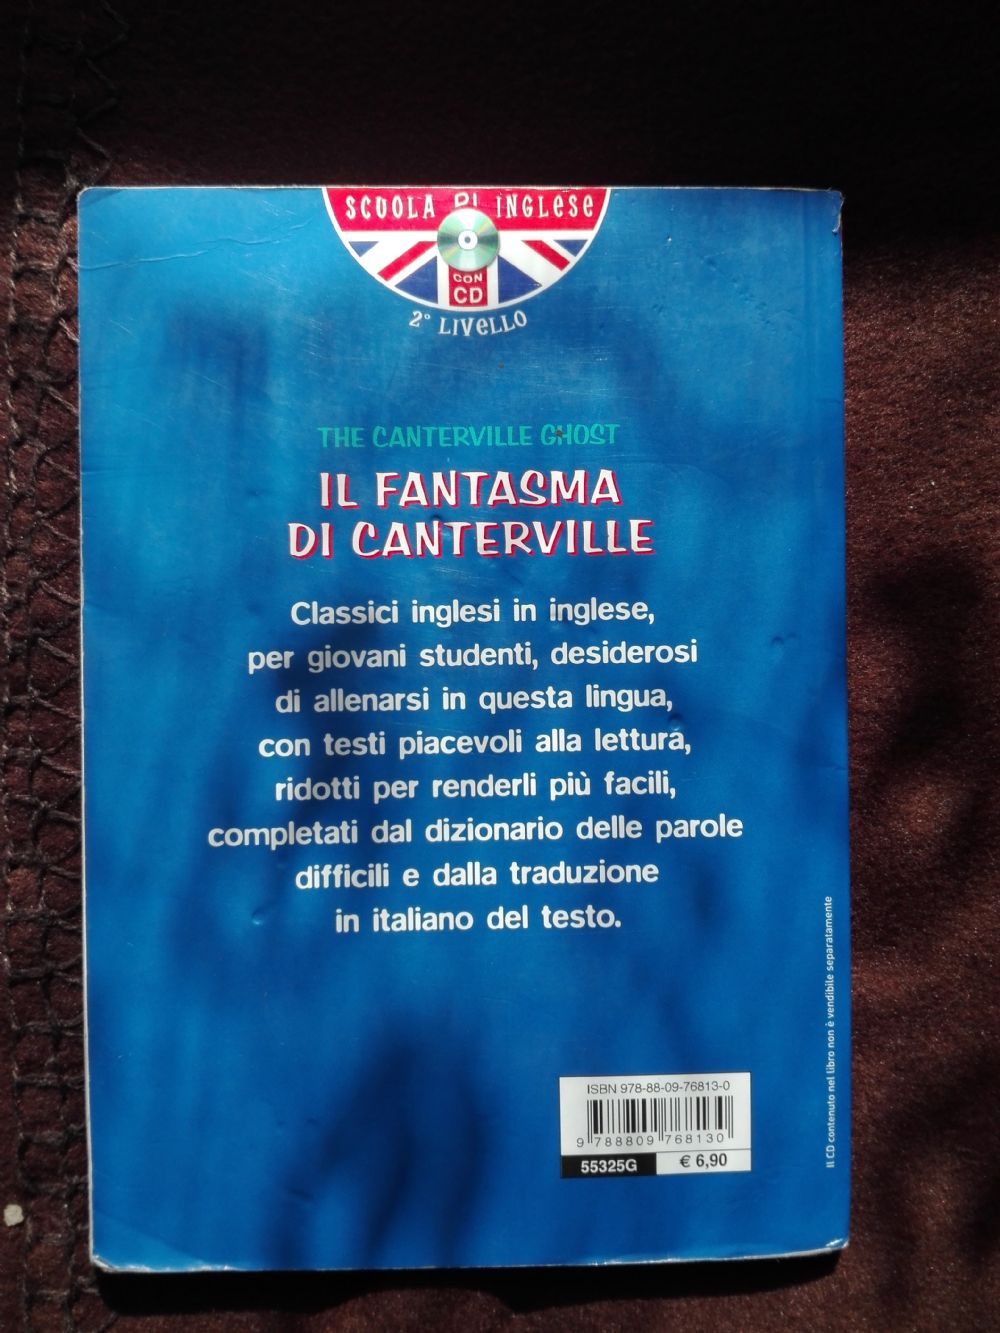 SCUOLA DI INGLESE
CON
CD
2° LIVELLO
THE CANTERVILLE GHOST
IL FANTASMA
DI CANTERVILLE
Classici inglesi in inglese,
per giovani studenti, desiderosi
di allenarsi in questa lingua,
con testi piacevoli alla lettura,
ridotti per renderli più facili,
completati dal dizionario delle parole
difficili e dalla traduzione
in italiano del testo.
Il CD contenuto nel libro non è vendibile separatamente
ISBN 978-88-09-76813-0
9 788809 768130
55325G
€ 6,90